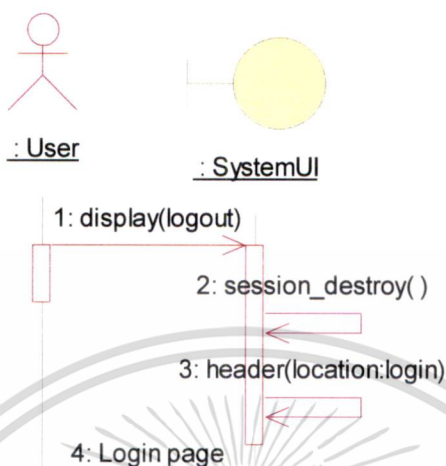 : User
: SystemUI
1: display(logout)
2: session_destroy( )
3: header(location:login)
4: Login page